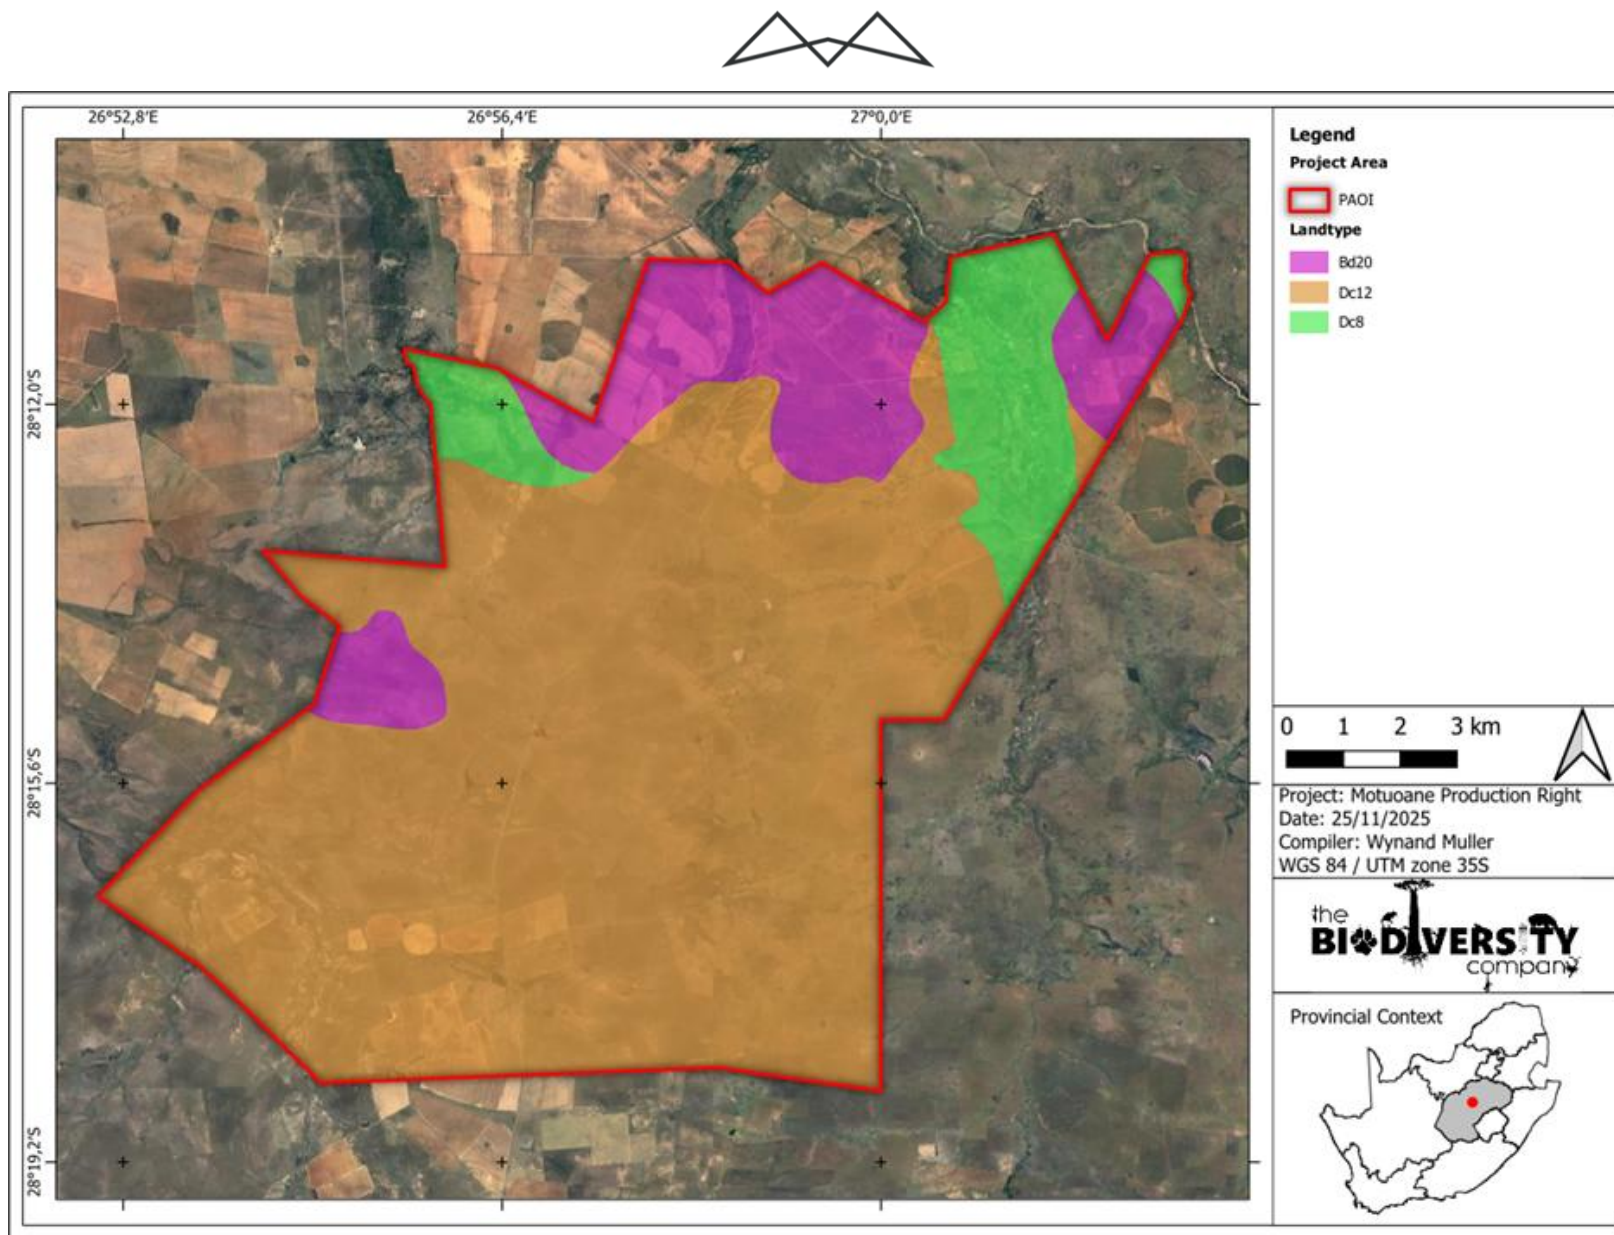 26°52,8'E
26°56,4'E
27°0,0'E
28°12,0'S
28°15,6'S
28°19,2'S
Legend
Project Area
PAOI
Landtype
Bd20
Dc12
Dc8
0 1 2 3 km
Project: Motuoane Production Right
Date: 25/11/2025
Compiler: Wynand Muller
WGS 84 / UTM zone 35S
the
BIODIVERSITY
company
Provincial Context